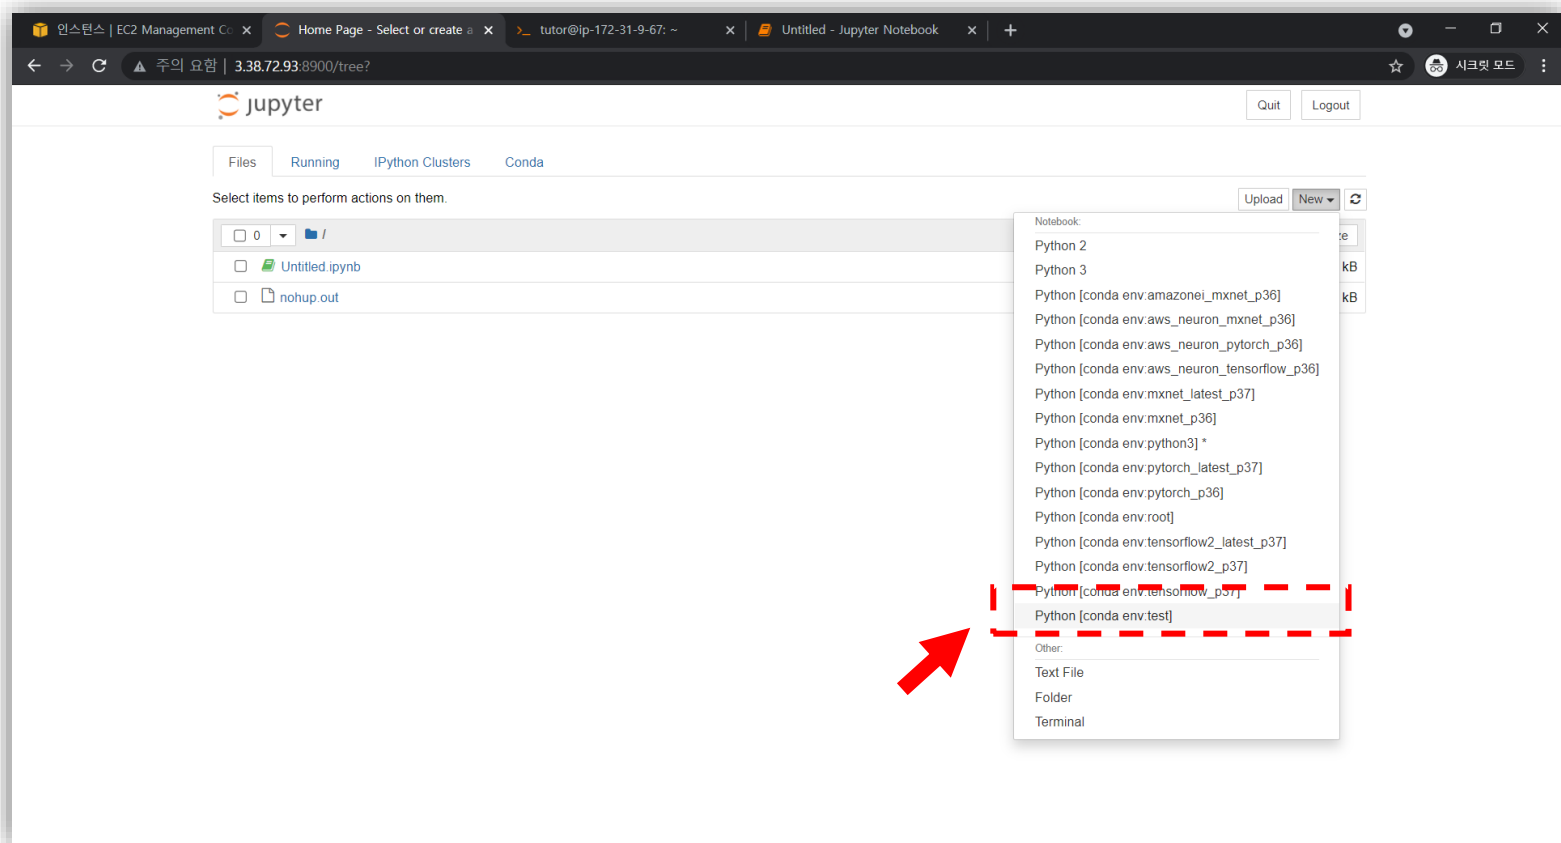 인스턴스 | EC2 Management Co
Home Page - Select or create a
tutor@ip-172-31-9-67: ~
Untitled - Jupyter Notebook
주의 요함 | 3.38.72.93:8900/tree?
시크릿 모드
jupyter
Quit
Logout
Files
Running
IPython Clusters
Conda
Select items to perform actions on them.
Upload
New
0
/
ze
Untitled.ipynb
kB
nohup.out
kB
Notebook:
Python 2
Python 3
Python [conda env:amazonei_mxnet_p36]
Python [conda env:aws_neuron_mxnet_p36]
Python [conda env:aws_neuron_pytorch_p36]
Python [conda env:aws_neuron_tensorflow_p36]
Python [conda env:mxnet_latest_p37]
Python [conda env:mxnet_p36]
Python [conda env:python3] *
Python [conda env:pytorch_latest_p37]
Python [conda env:pytorch_p36]
Python [conda env:root]
Python [conda env:tensorflow2_latest_p37]
Python [conda env:tensorflow2_p37]
Python [conda env:tensorflow_p37]
Python [conda env:test]
Other:
Text File
Folder
Terminal